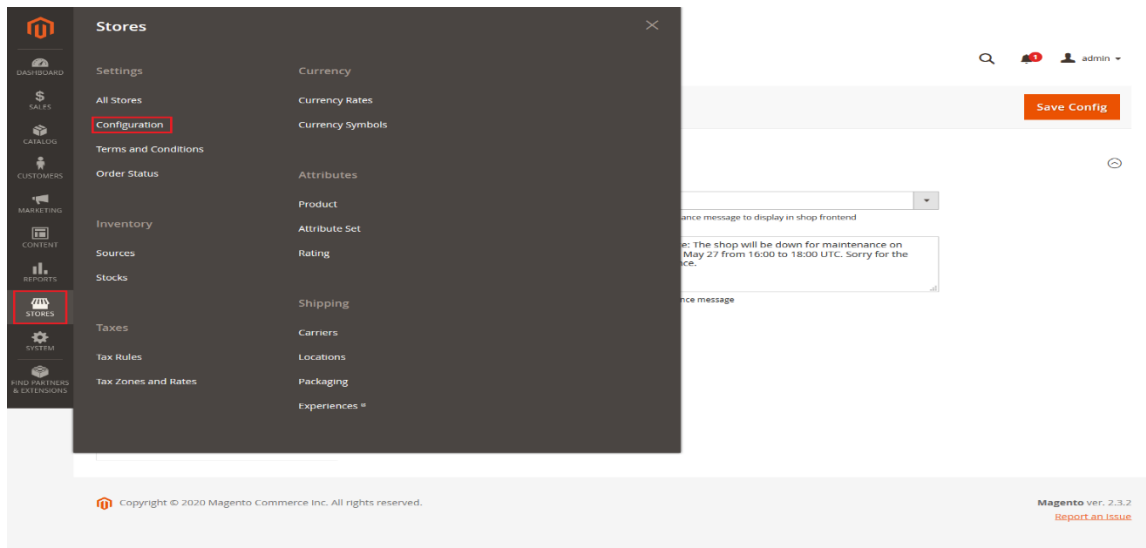 Stores
DASHBOARD
SALES
CATALOG
CUSTOMERS
MARKETING
CONTENT
REPORTS
STORES
SYSTEM
FIND PARTNERS
& EXTENSIONS
Settings
All Stores
Configuration
Terms and Conditions
Order Status
Inventory
Sources
Stocks
Taxes
Tax Rules
Tax Zones and Rates
Currency
Currency Rates
Currency Symbols
Attributes
Product
Attribute Set
Rating
Shipping
Carriers
Locations
Packaging
Experiences
1
admin
Save Config
ance message to display in shop frontend
e: The shop will be down for maintenance on
May 27 from 16:00 to 18:00 UTC. Sorry for the
ce.
nce message
Copyright © 2020 Magento Commerce Inc. All rights reserved.
Magento ver. 2.3.2
Report an Issue